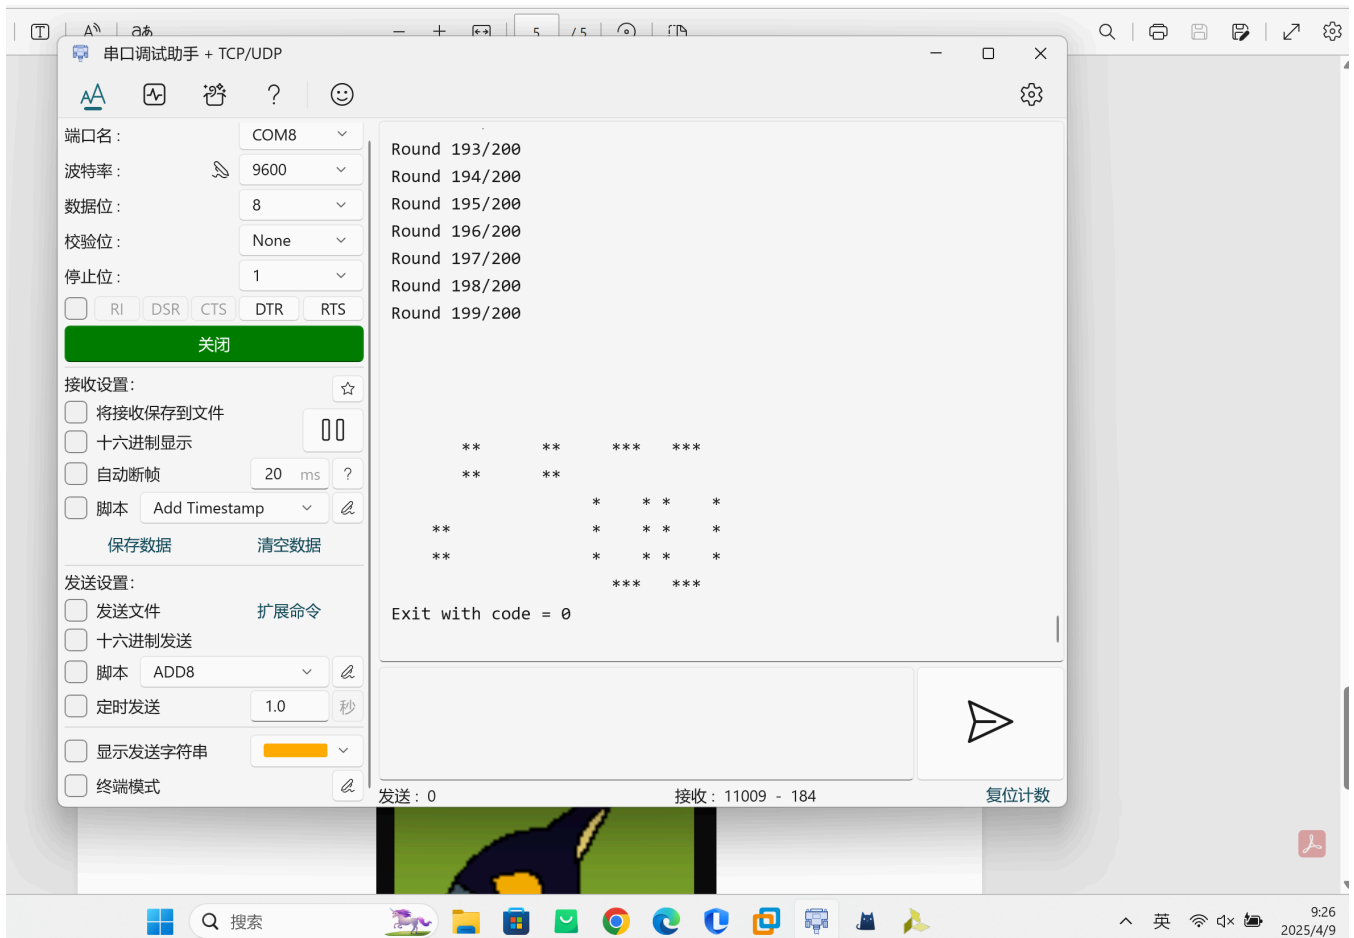 5 / 5
串口调试助手 + TCP/UDP
端口名 : COM8
波特率 : 9600
数据位 : 8
校验位 : None
停止位 : 1
RI DSR CTS DTR RTS
关闭
接收设置:
将接收保存到文件
十六进制显示
自动断帧 20 ms ?
脚本 Add Timestamp
保存数据 清空数据
发送设置:
发送文件 扩展命令
十六进制发送
脚本 ADD8
定时发送 1.0 秒
显示发送字符串
终端模式
Round 193/200
Round 194/200
Round 195/200
Round 196/200
Round 197/200
Round 198/200
Round 199/200
       **      **     ***   ***
       **      **
                    *    * *    *
    **              *    * *    *
    **              *    * *    *
                      ***   ***
Exit with code = 0
发送 : 0 接收 : 11009 - 184 复位计数
搜索
英
9:26
2025/4/9